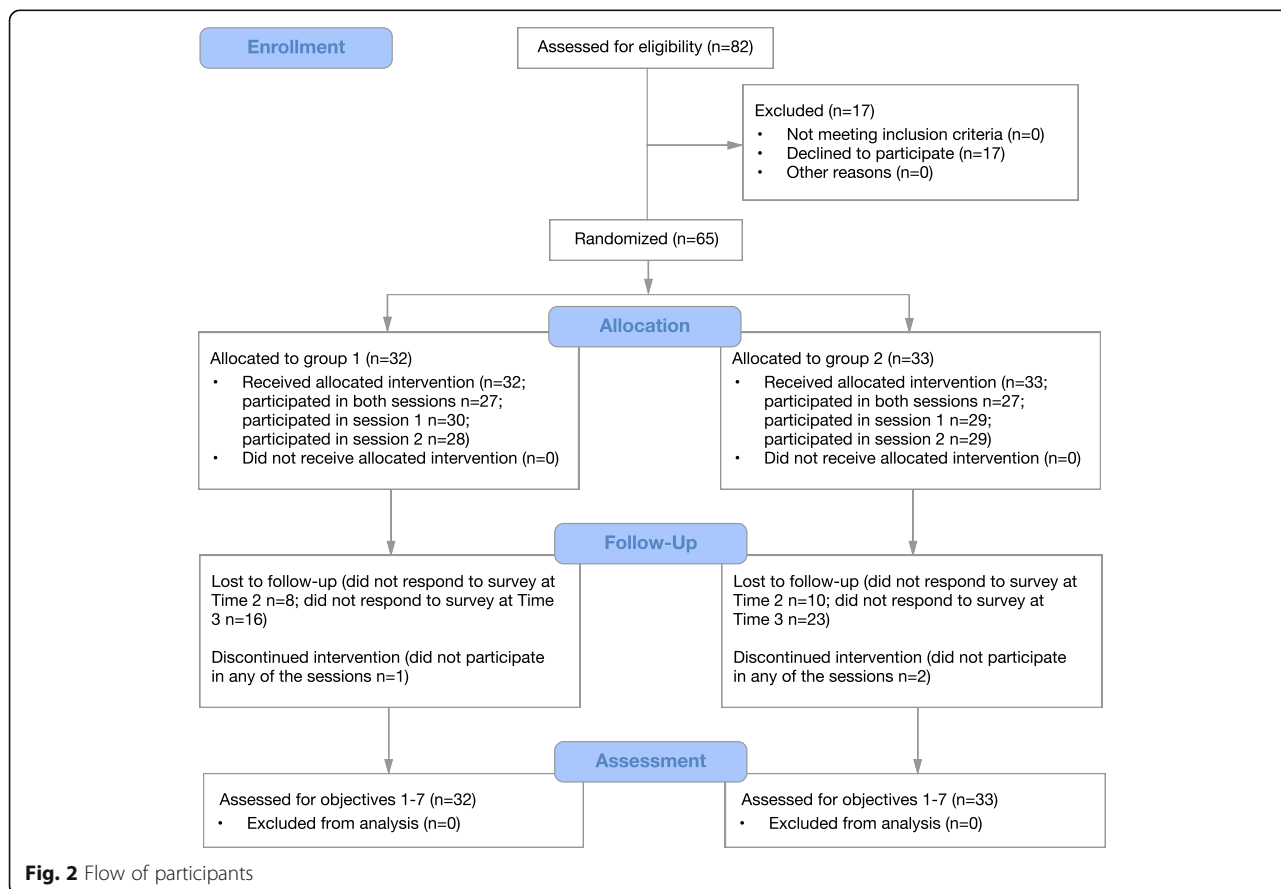 Enrollment
Assessed for eligibility (n=82)
Excluded (n=17)
• Not meeting inclusion criteria (n=0)
• Declined to participate (n=17)
• Other reasons (n=0)
Randomized (n=65)
Allocation
Allocated to group 1 (n=32)
• Received allocated intervention (n=32;
participated in both sessions n=27;
participated in session 1 n=30;
participated in session 2 n=28)
• Did not receive allocated intervention (n=0)
Allocated to group 2 (n=33)
• Received allocated intervention (n=33;
participated in both sessions n=27;
participated in session 1 n=29;
participated in session 2 n=29)
• Did not receive allocated intervention (n=0)
Follow-Up
Lost to follow-up (did not respond to survey at
Time 2 n=8; did not respond to survey at Time
3 n=16)
Discontinued intervention (did not participate
in any of the sessions n=1)
Lost to follow-up (did not respond to survey at
Time 2 n=10; did not respond to survey at
Time 3 n=23)
Discontinued intervention (did not participate
in any of the sessions n=2)
Assessment
Assessed for objectives 1-7 (n=32)
• Excluded from analysis (n=0)
Assessed for objectives 1-7 (n=33)
• Excluded from analysis (n=0)
Fig. 2 Flow of participants